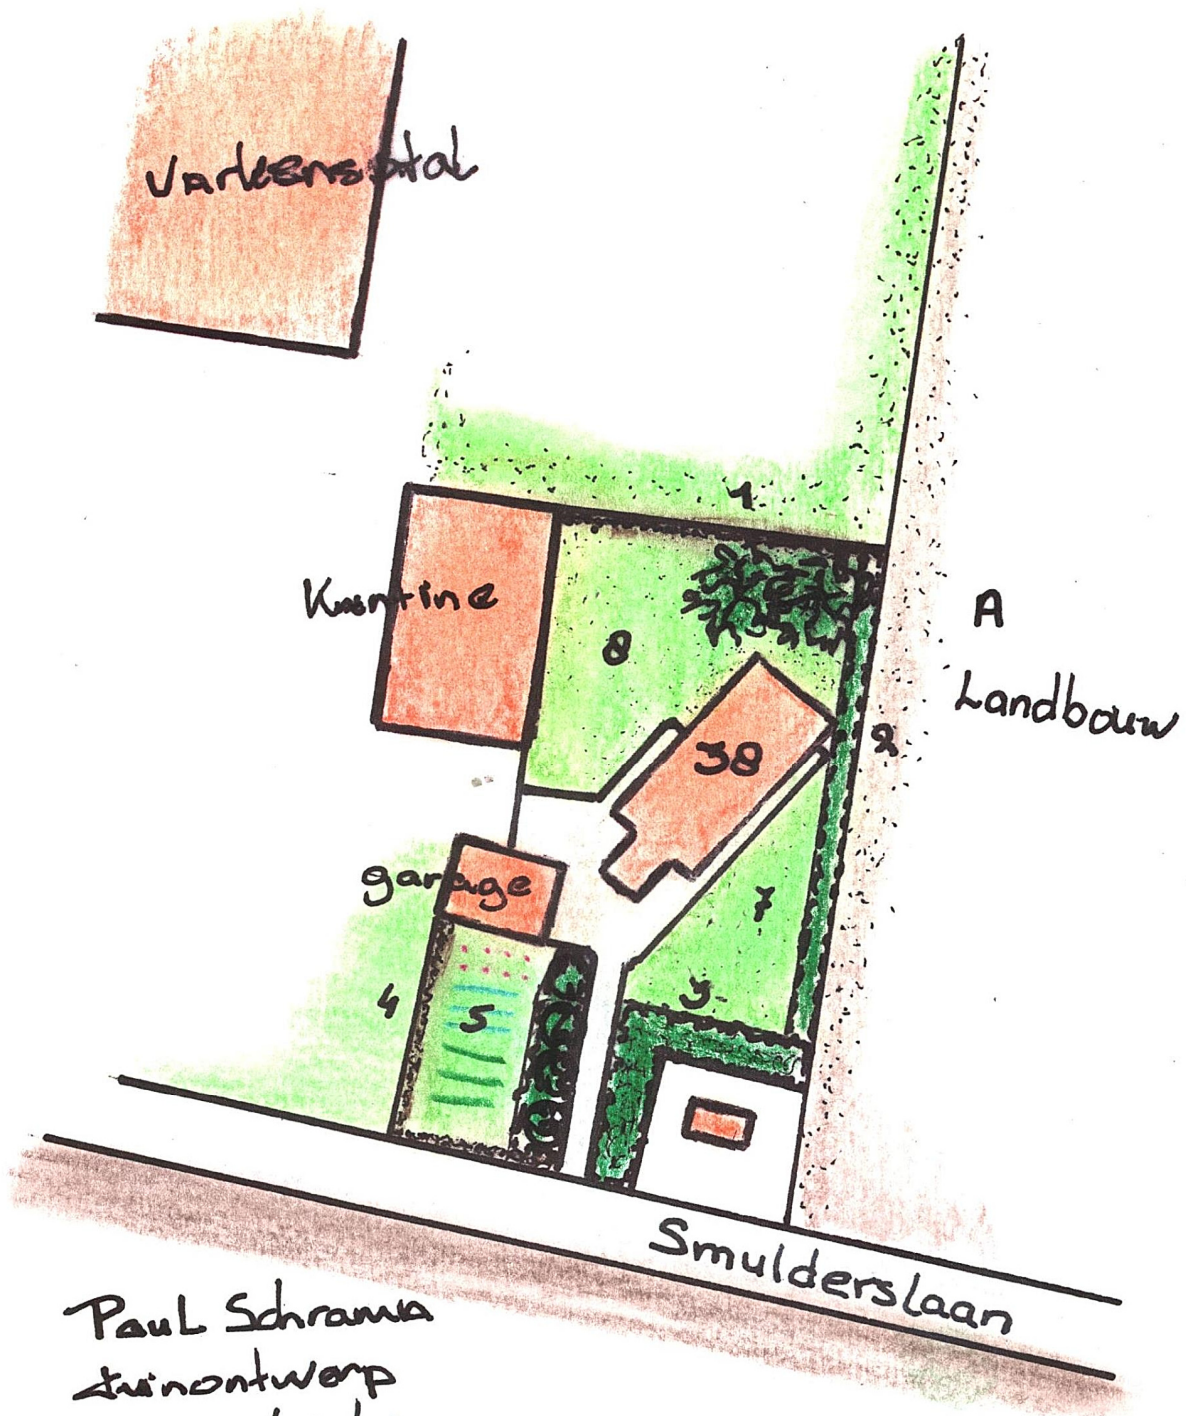 Varkensstal
1
Kantine
A
8
Landbouw
38
2
garage
7
4
5
3
Smulderslaan
Paul Schrama
tuinontwerp